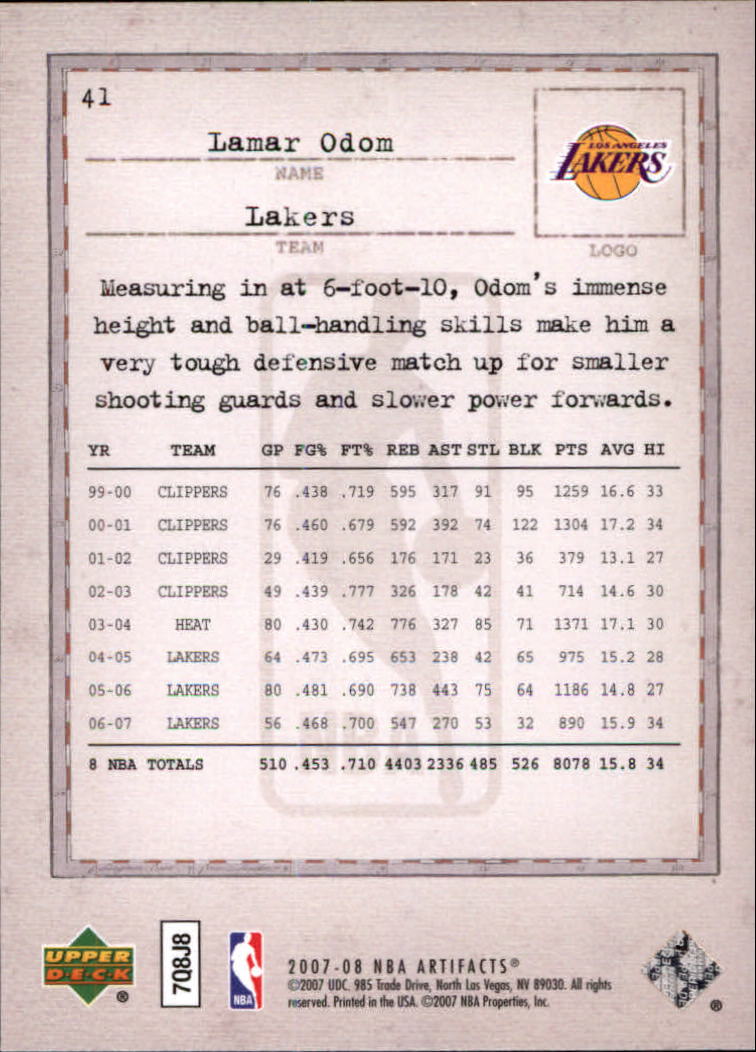 41
Lamar Odom
NAME
Lakers
TEAM
LOS ANGELES
LAKERS
LOGO
Measuring in at 6-foot-10, Odom's immense
height and ball-handling skills make him a
very tough defensive match up for smaller
shooting guards and slower power forwards.
YR TEAM GP FG% FT% REB AST STL BLK PTS AVG HI
99-00 CLIPPERS 76 .438 .719 595 317 91 95 1259 16.6 33
00-01 CLIPPERS 76 .460 .679 592 392 74 122 1304 17.2 34
01-02 CLIPPERS 29 .419 .656 176 171 23 36 379 13.1 27
02-03 CLIPPERS 49 .439 .777 326 178 42 41 714 14.6 30
03-04 HEAT 80 .430 .742 776 327 85 71 1371 17.1 30
04-05 LAKERS 64 .473 .695 653 238 42 65 975 15.2 28
05-06 LAKERS 80 .481 .690 738 443 75 64 1186 14.8 27
06-07 LAKERS 56 .468 .700 547 270 53 32 890 15.9 34
8 NBA TOTALS 510 .453 .710 4403 2336 485 526 8078 15.8 34
NBA
UPPER
DECK ®
7Q8J8
NBA
2007-08 NBA ARTIFACTS®
©2007 UDC. 985 Trade Drive, North Las Vegas, NV 89030. All rights
reserved. Printed in the USA. ©2007 NBA Properties, Inc.
®